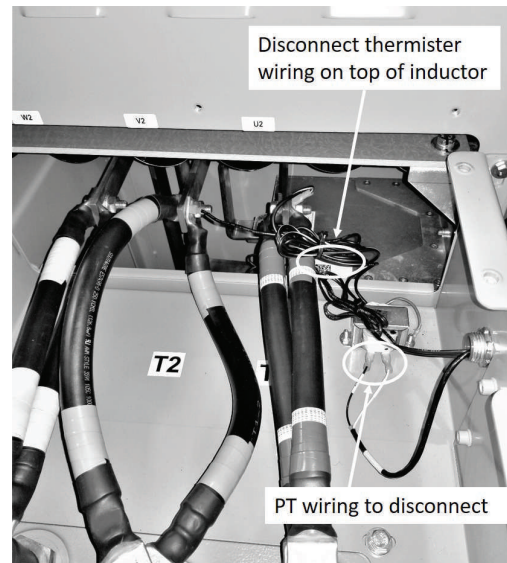 Disconnect thermister
wiring on top of inductor
W2
V2
U2
T2
T
PT wiring to disconnect